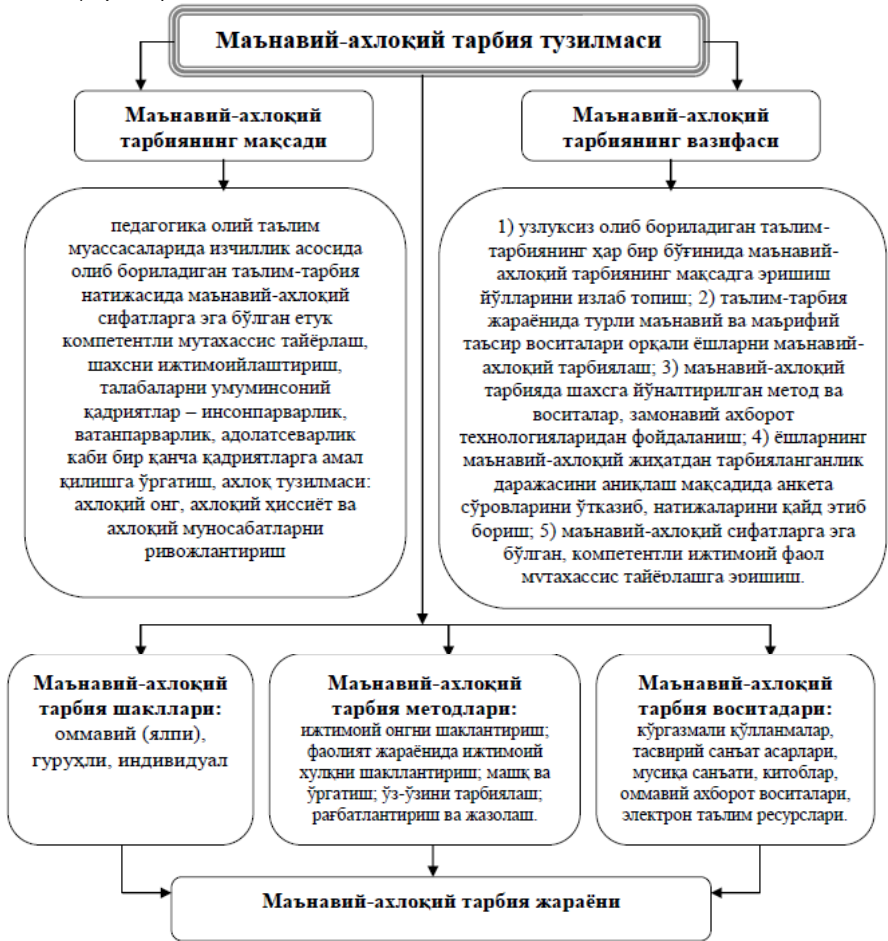 Маънавий-ахлоқий тарбия тузилмаси
Маънавий-ахлоқий
тарбиянинг мақсади
Маънавий-ахлоқий
тарбиянинг вазифаси
педагогика олий таълим
муассасаларида изчиллик асосида
олиб бориладиган таълим-тарбия
натижасида маънавий-ахлоқий
сифатларга эга бўлган етук
компетентли мутахассис тайёрлаш,
шахсни ижтимоийлаштириш,
талабаларни умуминсоний
қадриятлар – инсонпарварлик,
ватанпарварлик, адолатсеварлик
каби бир қанча қадриятларга амал
қилишга ўргатиш, ахлоқ тузилмаси:
ахлоқий онг, ахлоқий ҳиссиёт ва
ахлоқий муносабатларни
ривожлантириш
1) узлуксиз олиб бориладиган таълим-
тарбиянинг ҳар бир бўғинида маънавий-
ахлоқий тарбиянинг мақсадга эришиш
йўлларини излаб топиш; 2) таълим-тарбия
жараёнида турли маънавий ва маърифий
таъсир воситалари орқали ёшларни маънавий-
ахлоқий тарбиялаш; 3) маънавий-ахлоқий
тарбияда шахсга йўналтирилган метод ва
воситалар, замонавий ахборот
технологияларидан фойдаланиш; 4) ёшларнинг
маънавий-ахлоқий жиҳатдан тарбияланганлик
даражасини аниқлаш мақсадида анкета
сўровларини ўтказиб, натижаларини қайд этиб
бориш; 5) маънавий-ахлоқий сифатларга эга
бўлган, компетентли ижтимоий фаол
мутахассис тайёрлашга эришиш.
Маънавий-ахлоқий
тарбия шакллари:
оммавий (ялпи),
гуруҳли, индивидуал
Маънавий-ахлоқий
тарбия методлари:
ижтимоий онгни шаклантириш;
фаолият жараёнида ижтимоий
хулқни шакллантириш; машқ ва
ўргатиш; ўз-ўзини тарбиялаш;
рағбатлантириш ва жазолаш.
Маънавий-ахлоқий
тарбия воситадари:
кўргазмали қўлланмалар,
тасвирий санъат асарлари,
мусиқа санъати, китоблар,
оммавий ахборот воситалари,
электрон таълим ресурслари.
Маънавий-ахлоқий тарбия жараёни